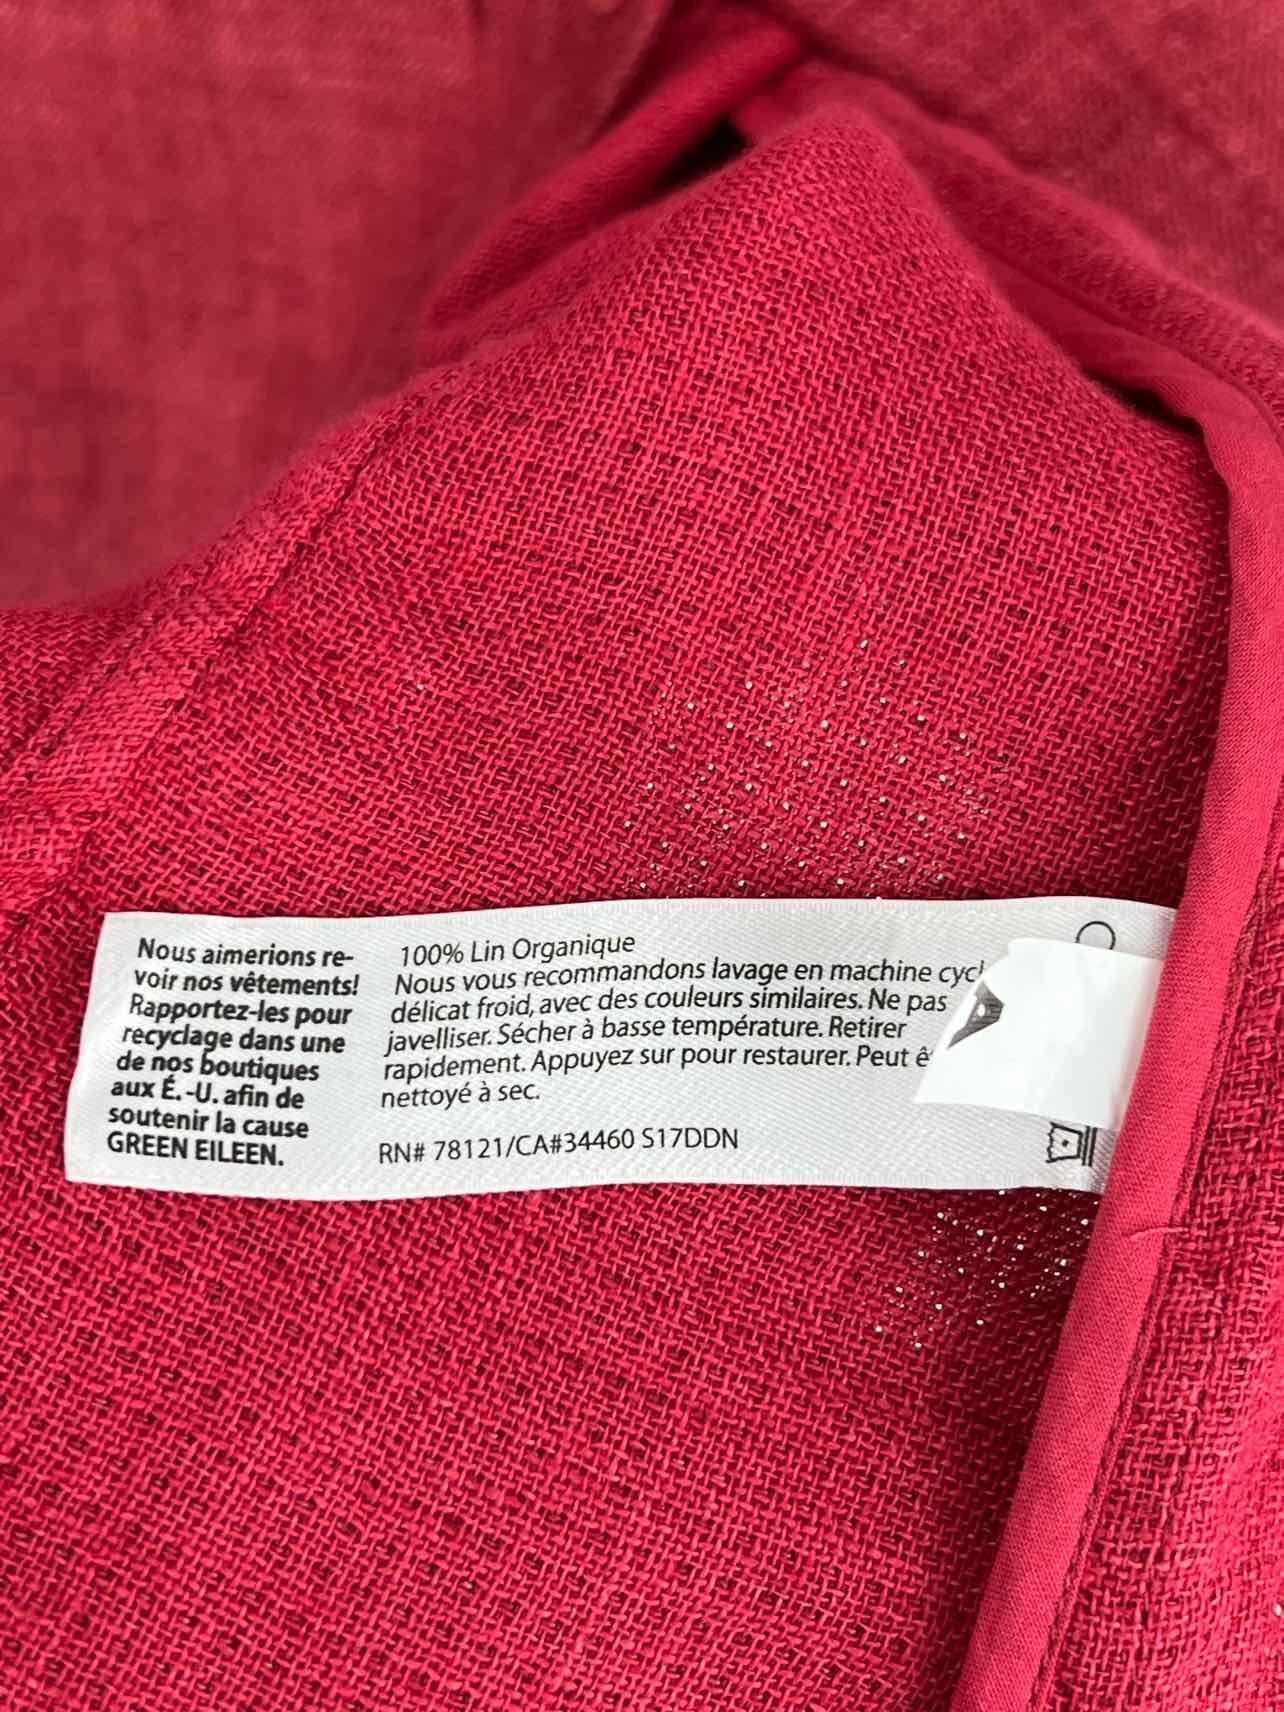 Nous aimerions re-
voir nos vêtements!
Rapportez-les pour
recyclage dans une
de nos boutiques
aux É.-U. afin de
soutenir la cause
GREEN EILEEN.
100% Lin Organique
Nous vous recommandons lavage en machine
délicat froid, avec des couleurs similaires. Ne pas
javelliser. Sécher à basse température. Retirer
rapidement. Appuyez sur pour restaurer. Peut
nettoyé à sec.
RN# 78121/CA#34460 S17DDN